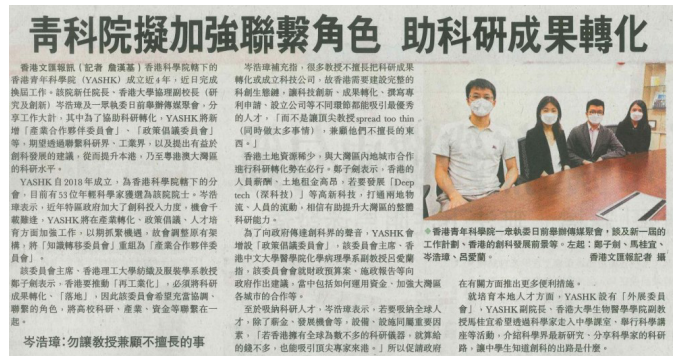 青科院擬加強聯繫角色 助科研成果轉化
香港文匯報訊（記者 詹漢基）香港科學院轄下的
香港青年科學院（YASHK）成立近4年，近日完成
換屆工作。該院新任院長、香港大學協理副校長（研
究及創新）岑浩璋及一眾執委日前舉辦傳媒聚會，分
享工作大計，其中為了協助科研轉化，YASHK將新
增「產業合作夥伴委員會」、「政策倡議委員會」
等，期望透過聯繫科研界、工業界，以及提出有益於
創科發展的建議，從而提升本港，乃至粵港澳大灣區
的科研水平。
YASHK自2018年成立，為香港科學院轄下的分
會，目前有53位年輕科學家獲選為該院院士。岑浩
璋表示，近年特區政府加大了創科投入力度，機會千
載難逢，YASHK將在產業轉化、政策倡議、人才培
育方面加強工作，以期抓緊機遇，故會調整原有架
構，將「知識轉移委員會」重組為「產業合作夥伴委
員會」。
該委員會主席、香港理工大學紡織及服裝學系教授
鄭子劍表示，香港要推動「再工業化」，必須將科研
成果轉化、「落地」，因此該委員會希望充當協調、
聯繫的角色，將高校科研、產業、資金等聯繫在一
起。
岑浩璋:勿讓教授兼顧不擅長的事
岑浩璋補充指，很多教授不擅長把科研成果
轉化或成立科技公司，故香港需要建設完整的
科創生態鏈，讓科技創新、成果轉化、撰寫專
利申請、設立公司等不同環節都能吸引最優秀
的人才，「而不是讓頂尖教授spread too thin
（同時做太多事情），兼顧他們不擅長的東
西。」
香港土地資源稀少，與大灣區內地城市合作
進行科研轉化勢在必行。鄭子劍表示，香港的
人員薪酬、土地租金高昂，若要發展「Deep
tech（深科技）」等高新科技，打通兩地物
流、人員的流動，相信有助提升大灣區的整體
科研能力。
為了向政府傳達創科界的聲音，YASHK會
增設「政策倡議委員會」，該委員會主席、香
港中文大學醫學院化學病理學系副教授呂愛蘭
指，該委員會會就財政預算案、施政報告等向
政府作出建議，當中包括如何運用資金、加強大灣區
各城市的合作等。
至於吸納科研人才，岑浩璋表示，若要吸納全球人
才，除了薪金、發展機會等，設備、設施同屬重要因
素，「若香港擁有全球為數不多的科研儀器，就算給
的錢不多，也能吸引頂尖專家來港。」所以促請政府
◆香港青年科學院一眾執委日前舉辦傳媒聚會，談及新一屆的
工作計劃、香港的創科發展前景等。左起：鄭子劍、馬桂宜、
岑浩璋、呂愛蘭。 香港文匯報記者 攝
在有關方面推出更多便利措施。
就培育本地人才方面，YASHK設有「外展委員
會」，YASHK副院長、香港大學生物醫學學院副教
授馬桂宜希望透過科學家走入中學課室、舉行科學講
座等活動，介紹科學界最新研究、分享科學家的科研
路，讓中學生知道創科的出路是什麼。